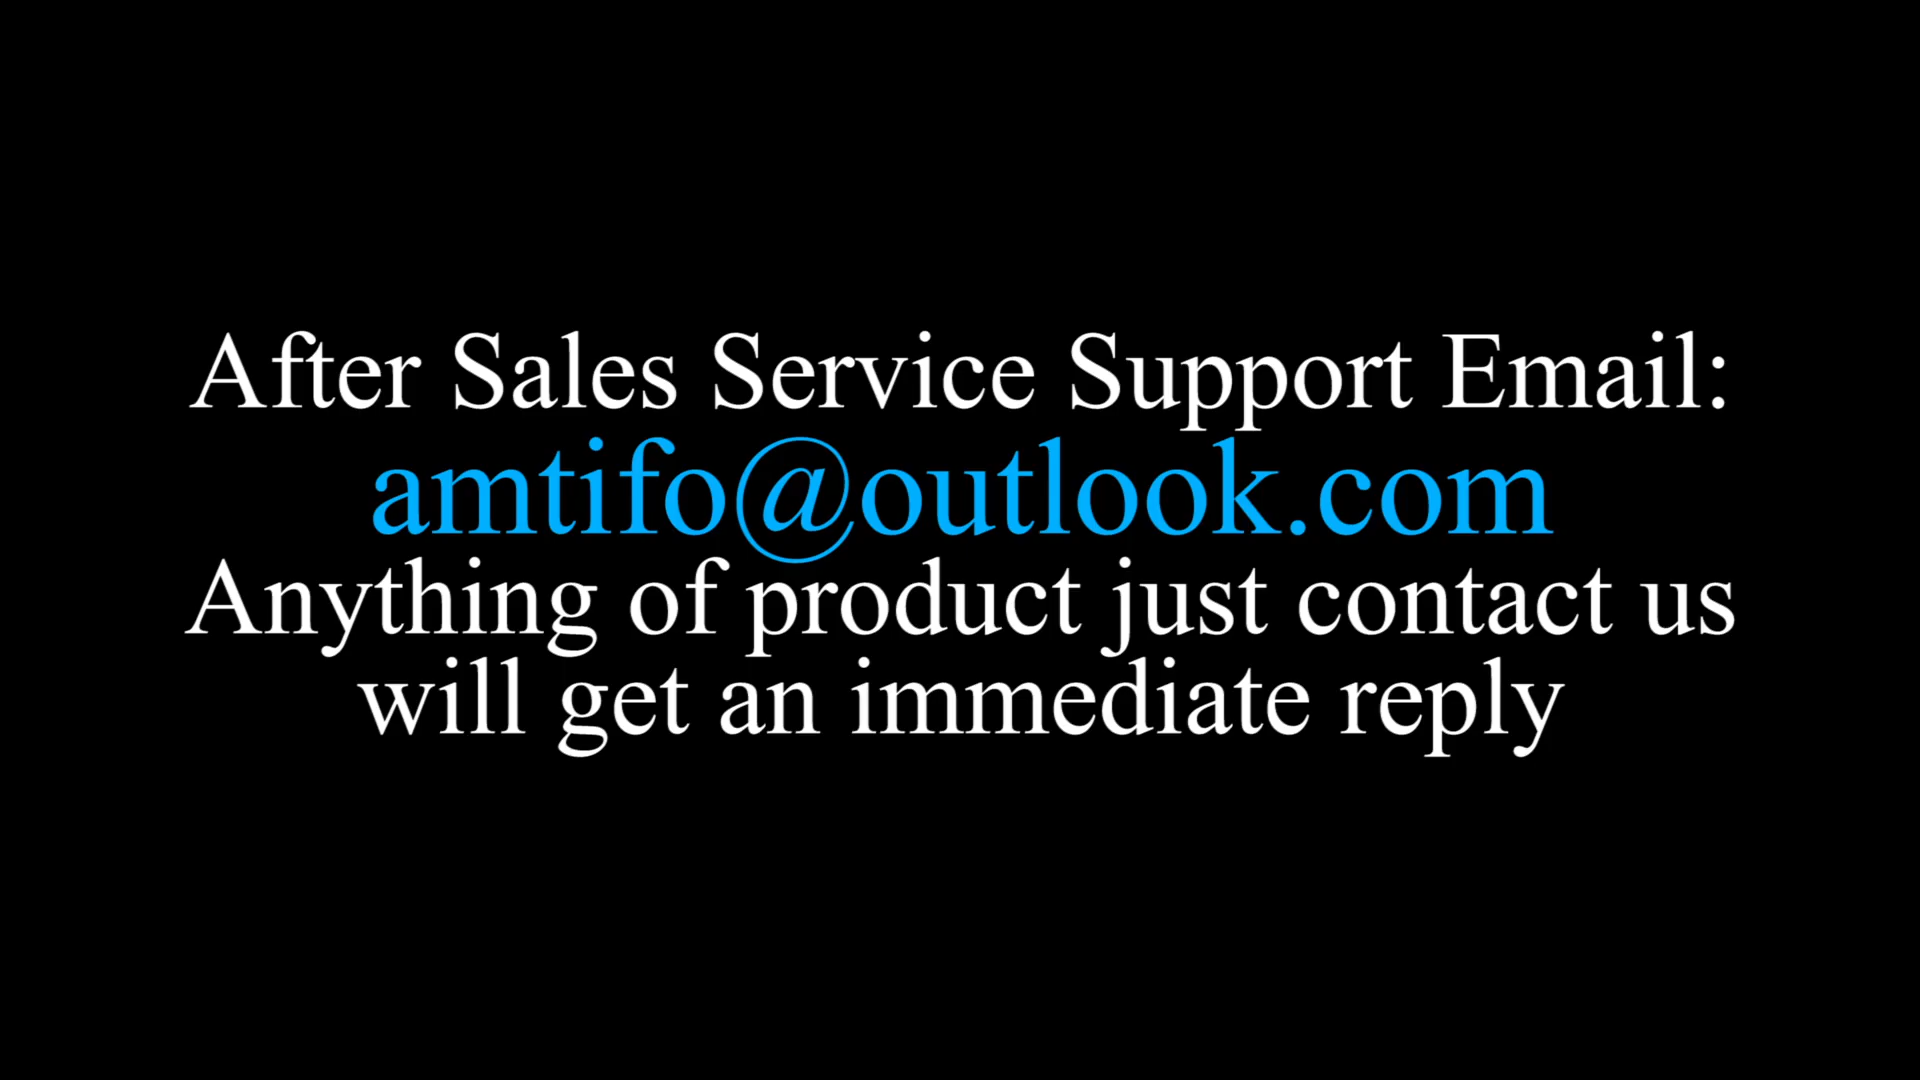 After Sales Service Support Email:
amtifo@outlook.com
Anything of product just contact us
will get an immediate reply